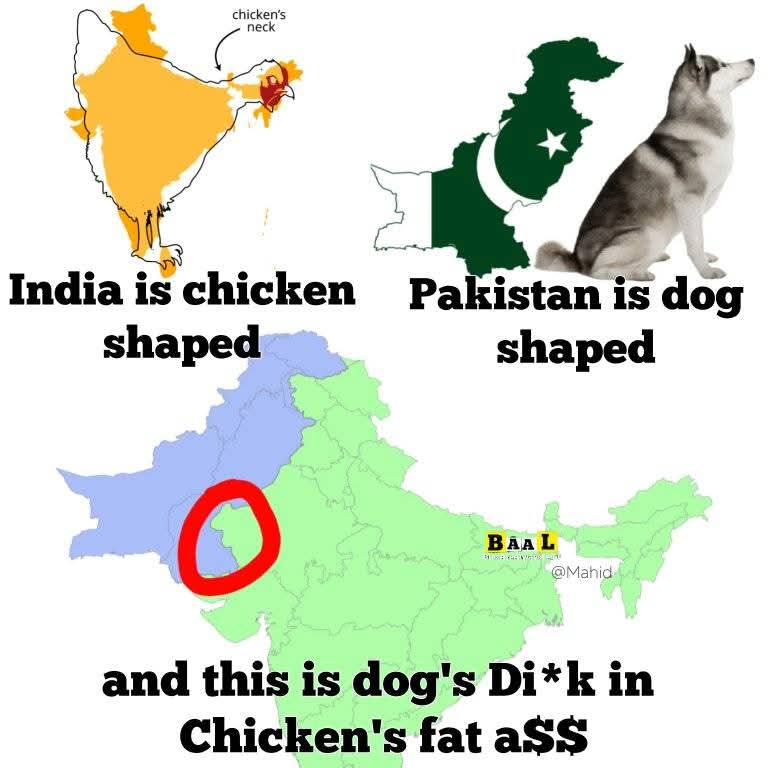 chicken's
neck
India is chicken
shaped
Pakistan is dog
shaped
BAAL
@Mahid
and this is dog's Di*k in
Chicken's fat a$$